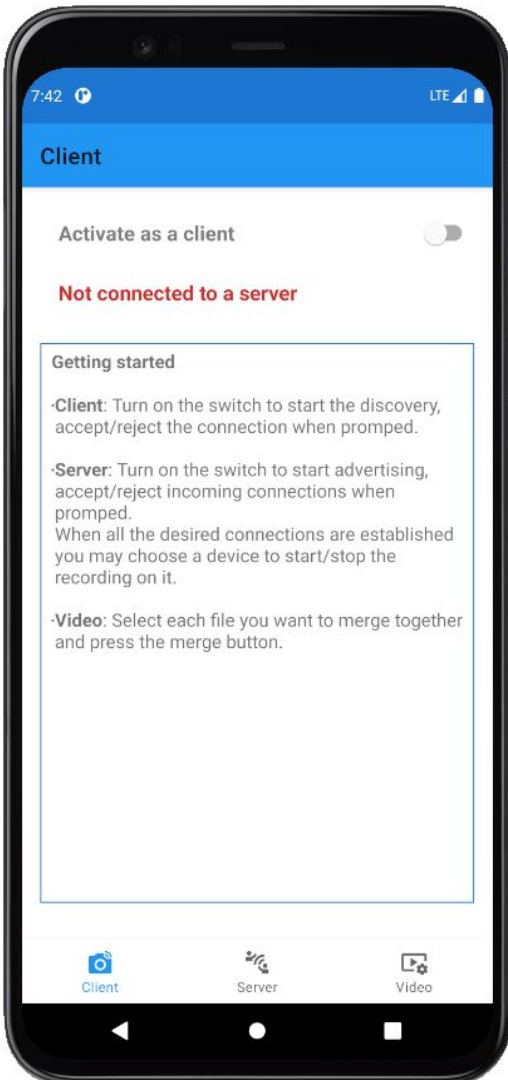 7:42
LTE
Client
Activate as a client
Not connected to a server
Getting started
·Client: Turn on the switch to start the discovery,
accept/reject the connection when promped.
·Server: Turn on the switch to start advertising,
accept/reject incoming connections when
promped.
When all the desired connections are established
you may choose a device to start/stop the
recording on it.
·Video: Select each file you want to merge together
and press the merge button.
Client
Server
Video